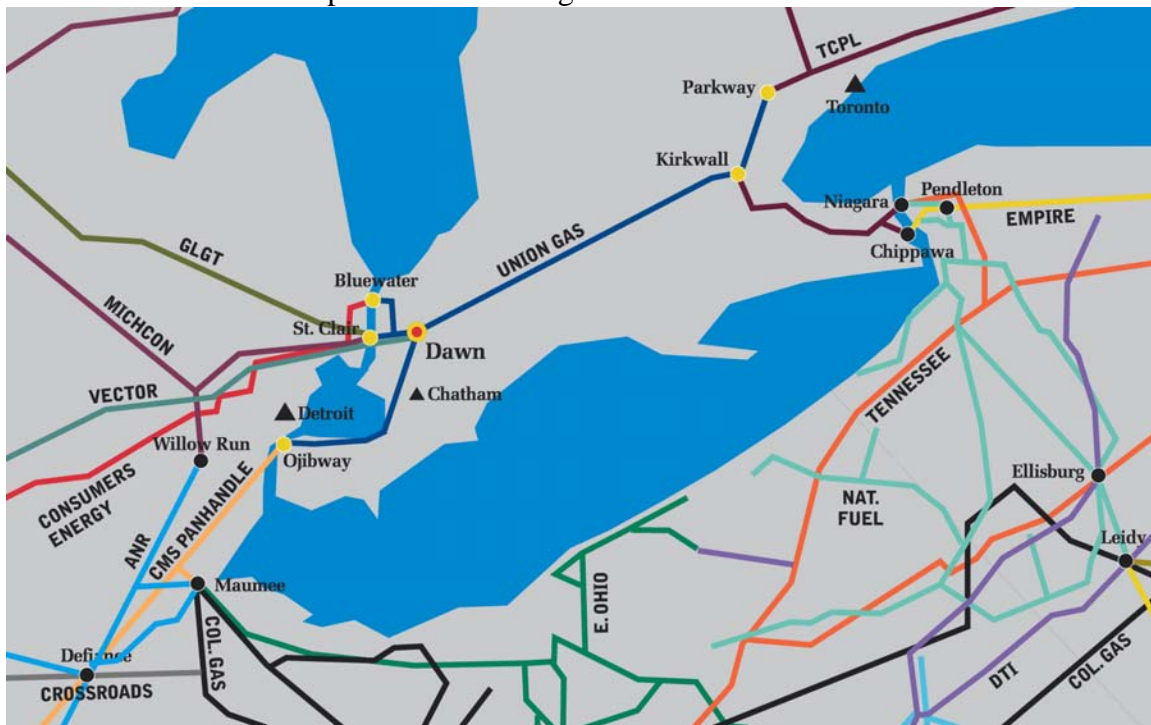 TCPL
Parkway
Toronto
Kirkwall
Niagara
Pendleton
EMPIRE
Chippawa
GLGT
UNION GAS
Bluewater
MICHCON
St. Clair
Dawn
VECTOR
Chatham
Detroit
TENNESSEE
Willow Run
Ojibway
CONSUMERS
ENERGY
CMS PANHANDLE
Ellisburg
NAT.
FUEL
ANR
Leidy
Maumee
E. OHIO
COL. GAS
Defiance
CROSSROADS
DTI
COL. GAS